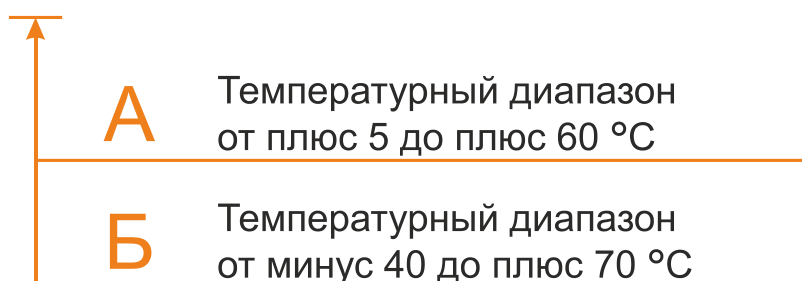 А
Температурный диапазон
от плюс 5 до плюс 60 °С
Б
Температурный диапазон
от минус 40 до плюс 70 °С